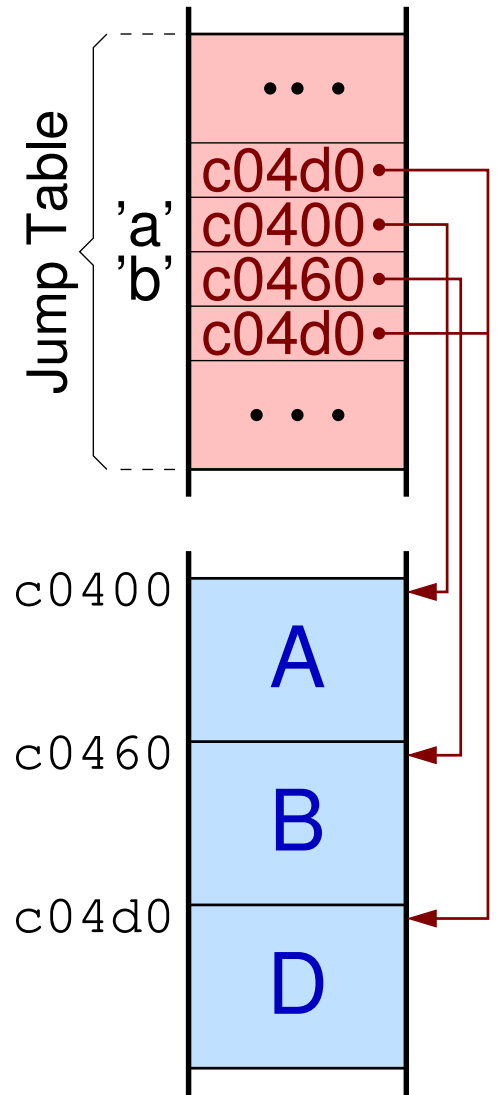 Jump Table
• • •
c04d0
'a' c0400
'b' c0460
c04d0
• • •
c0400
A
c0460
B
c04d0
D